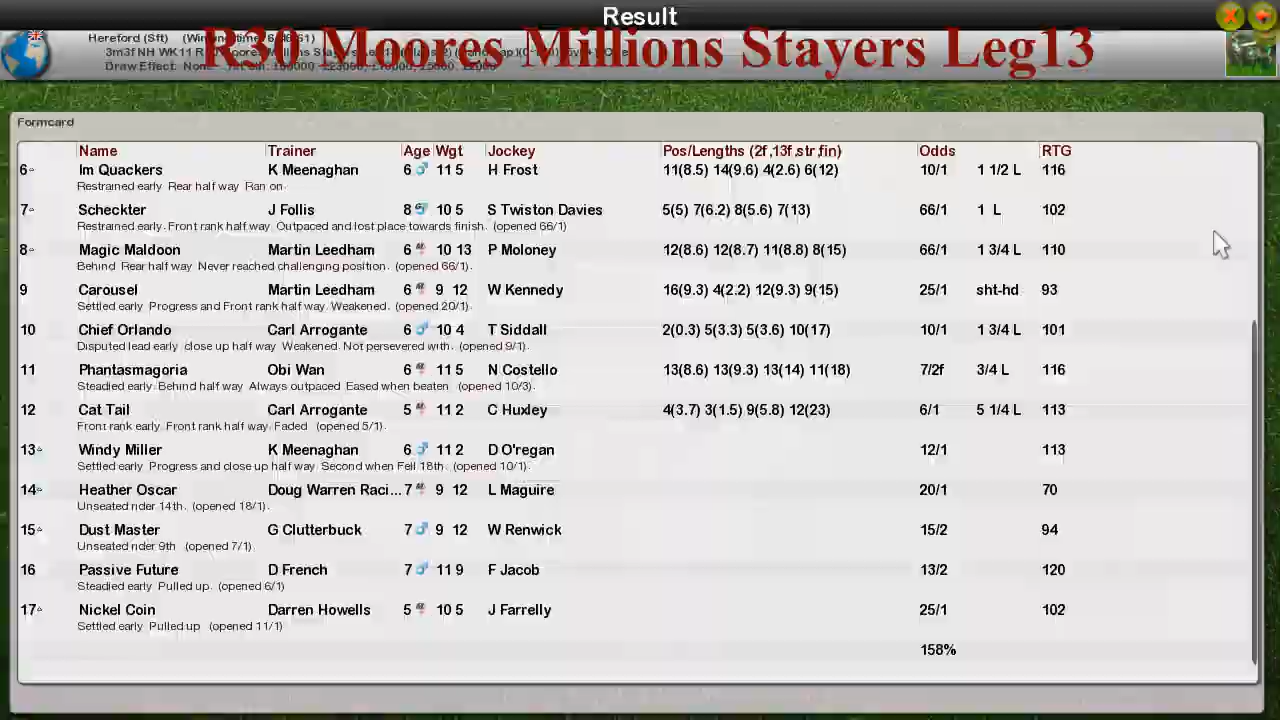 Result
Hereford (Sft)
R30 Moores Millions Stayers Leg13
Draw Effect: None
Formcard
Name Trainer Age Wgt Jockey Pos/Lengths (2f,13f,str,fin) Odds RTG
6 Im Quackers K Meenaghan 6 11 5 H Frost 11(8.5) 14(9.6) 4(2.6) 6(12) 10/1 1 1/2 L 116
Restrained early. Rear half way. Ran on.
7 Scheckter J Follis 8 10 5 S Twiston Davies 5(5) 7(6.2) 8(5.6) 7(13) 66/1 1 L 102
Restrained early. Front rank half way. Outpaced and lost place towards finish. (opened 66/1)
8 Magic Maldoon Martin Leedham 6 10 13 P Moloney 12(8.6) 12(8.7) 11(8.8) 8(15) 66/1 1 3/4 L 110
Behind. Rear half way. Never reached challenging position. (opened 66/1).
9 Carousel Martin Leedham 6 9 12 W Kennedy 16(9.3) 4(2.2) 12(9.3) 9(15) 25/1 sht-hd 93
Settled early. Progress and Front rank half way. Weakened. (opened 20/1).
10 Chief Orlando Carl Arrogante 6 10 4 T Siddall 2(0.3) 5(3.3) 5(3.6) 10(17) 10/1 1 3/4 L 101
Disputed lead early. close up half way. Weakened. Not persevered with. (opened 9/1).
11 Phantasmagoria Obi Wan 6 11 5 N Costello 13(8.6) 13(9.3) 13(14) 11(18) 7/2f 3/4 L 116
Steadied early. Behind half way. Always outpaced. Eased when beaten. (opened 10/3).
12 Cat Tail Carl Arrogante 5 11 2 C Huxley 4(3.7) 3(1.5) 9(5.8) 12(23) 6/1 5 1/4 L 113
Front rank early. Front rank half way. Faded. (opened 5/1).
13 Windy Miller K Meenaghan 6 11 2 D O'regan 12/1 113
Settled early. Progress and close up half way. Second when Fell 18th. (opened 10/1).
14 Heather Oscar Doug Warren Raci... 7 9 12 L Maguire 20/1 70
Unseated rider 14th. (opened 18/1).
15 Dust Master G Clutterbuck 7 9 12 W Renwick 15/2 94
Unseated rider 9th. (opened 7/1).
16 Passive Future D French 7 11 9 F Jacob 13/2 120
Steadied early. Pulled up. (opened 6/1)
17 Nickel Coin Darren Howells 5 10 5 J Farrelly 25/1 102
Settled early. Pulled up. (opened 11/1)
158%